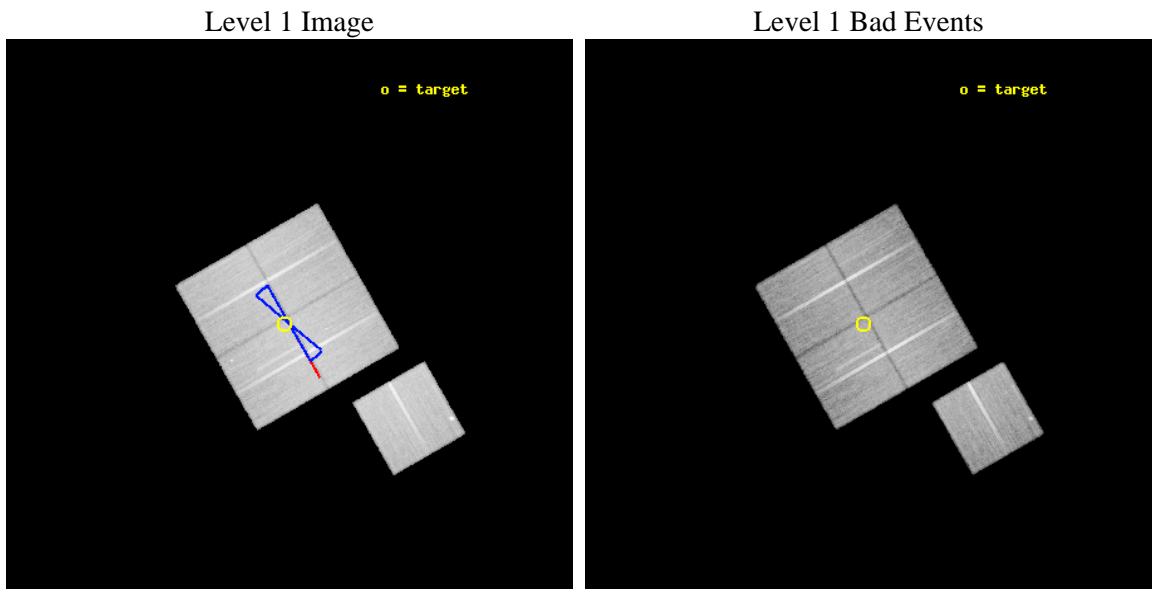 Level 1 Image
Level 1 Bad Events
o = target
o = target